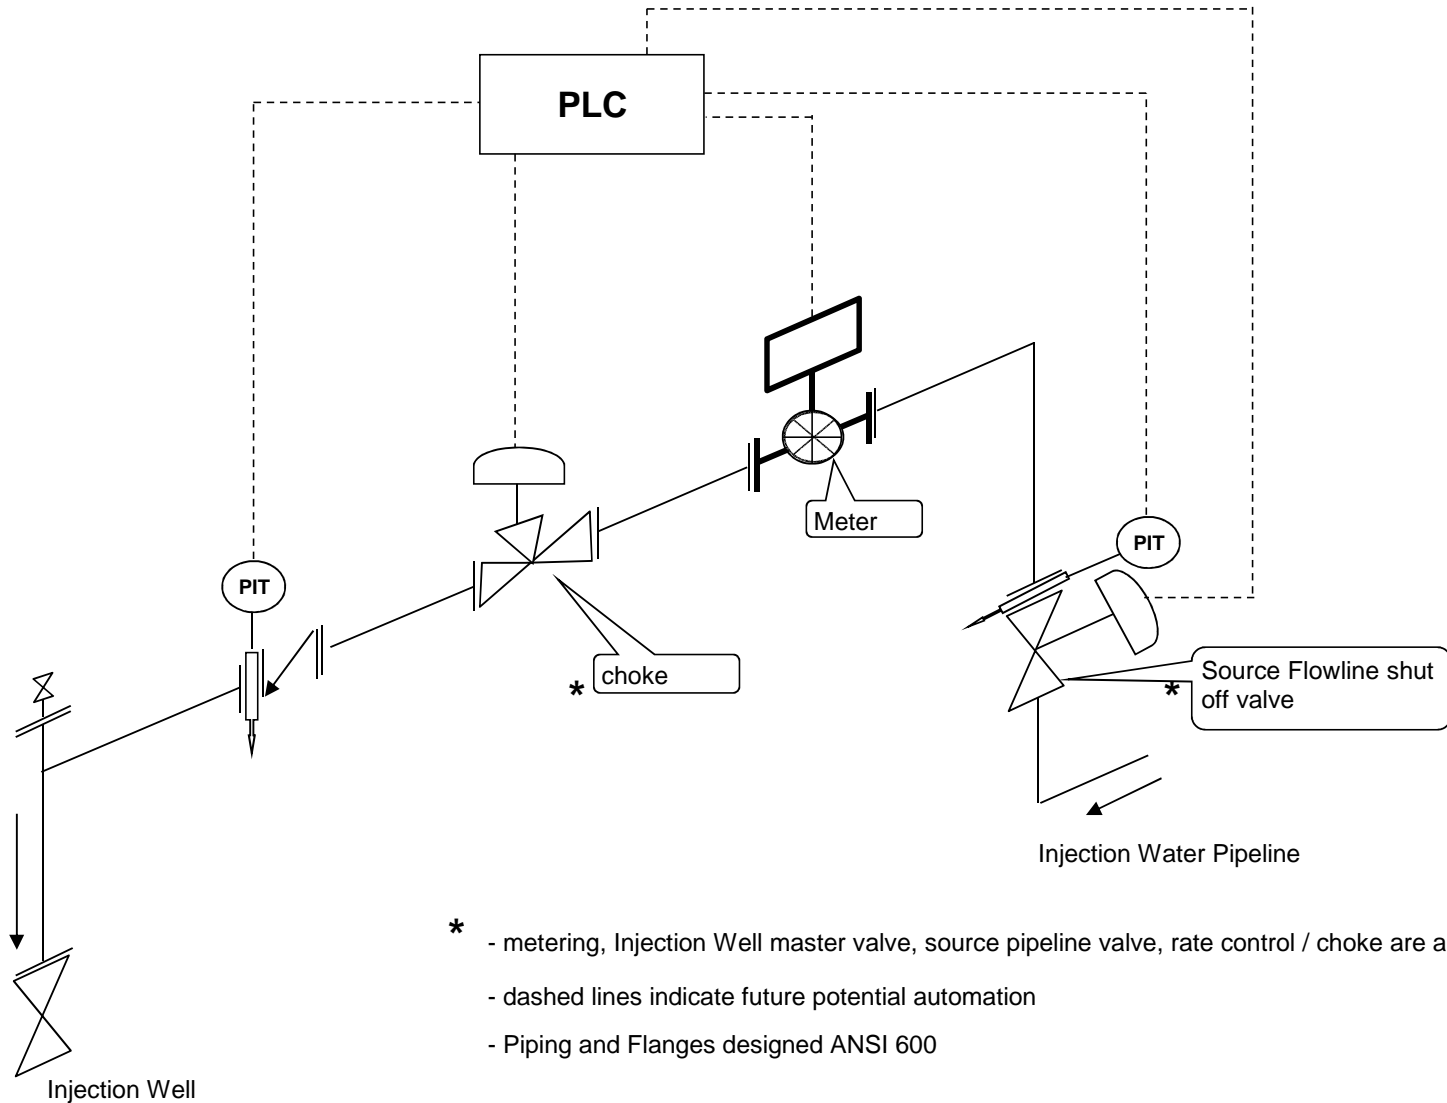 PLC
Meter
PIT
PIT
choke
*
Source Flowline shut
off valve
*
Injection Water Pipeline
*
- metering, Injection Well master valve, source pipeline valve, rate control / choke are a
- dashed lines indicate future potential automation
- Piping and Flanges designed ANSI 600
Injection Well